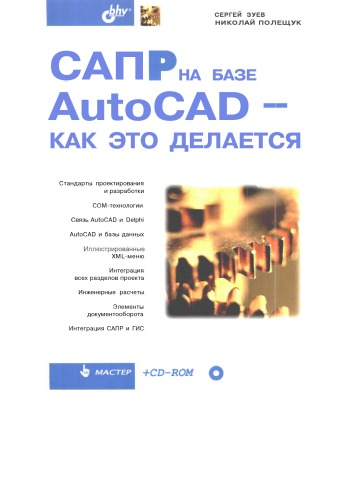 bhv
СЕРГЕЙ ЗУЕВ
НИКОЛАЙ ПОЛЕЩУК
САПР НА БАЗЕ
AutoCAD –
КАК ЭТО ДЕЛАЕТСЯ
Стандарты проектирования
и разработки
COM-технологии
Связь AutoCAD и Delphi
AutoCAD и базы данных
Иллюстрированные
XML-меню
Интеграция
всех разделов проекта
Инженерные расчеты
Элементы
документооборота
Интеграция САПР и ГИС
МАСТЕР
+CD-ROM